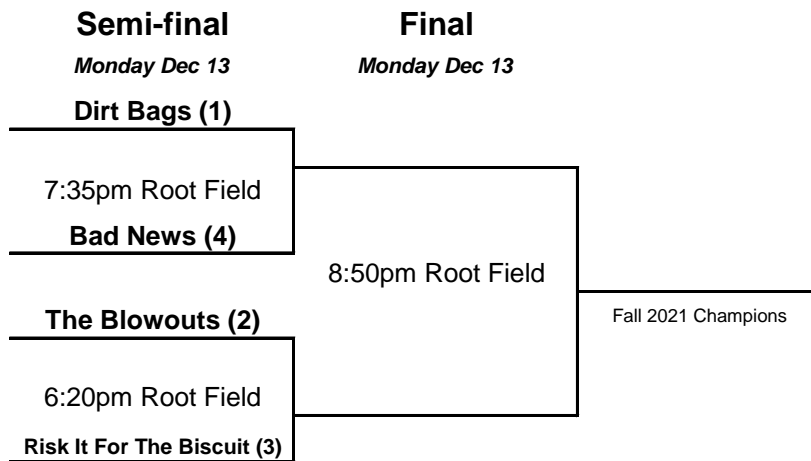 Semi-final
Final
Monday Dec 13
Monday Dec 13
Dirt Bags (1)
7:35pm Root Field
Bad News (4)
8:50pm Root Field
The Blowouts (2)
Fall 2021 Champions
6:20pm Root Field
Risk It For The Biscuit (3)